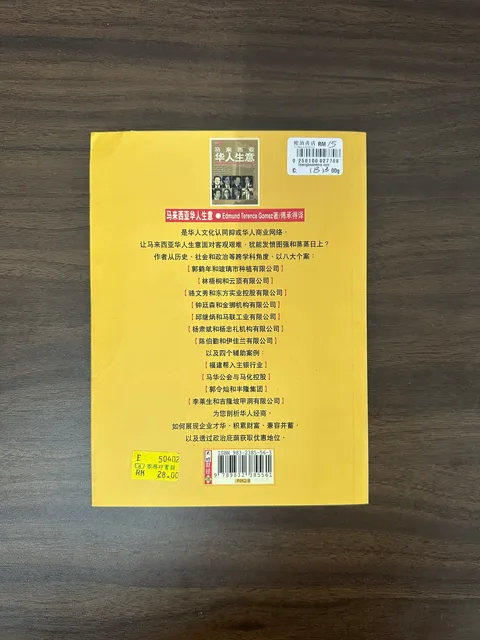 马来西亚
华人生意
精治書店 RM 15
0250100027708
C: (B)6 00g
马来西亚华人生意 ● Edmund Terence Gomez著/傅承得译
是华人文化认同抑或华人商业网络,
让马来西亚华人生意面对客观艰难,犹能发愤图强和蒸蒸日上?
作者从历史、社会和政治等跨学科角度,以八大个案:
【郭鹤年和玻璃市种植有限公司】
【林梧桐和云顶有限公司】
【骆文秀和东方实业控股有限公司】
【钟廷森和金狮机构有限公司】
【邱继炳和马联工业有限公司】
【杨肃斌和杨忠礼机构有限公司】
【陈伯勤和伊佳兰有限公司】
以及四个辅助案例:
【福建帮入主银行业】
【马华公会与马化控股】
【郭令灿和丰隆集团】
【李莱生和吉隆坡甲洞有限公司】
为您剖析华人经商,
如何展现企业才华、积累财富、兼容并蓄,
以及透过政治庇荫获取优惠地位。
E 50402
RM 28.00
ISBN 983-2385-56-3
9 789832 385561